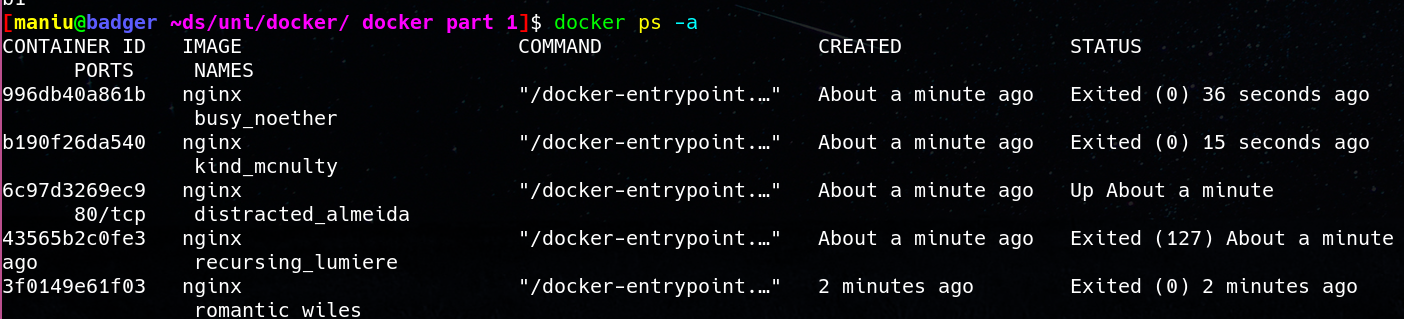 [maniu@badger ~ds/uni/docker/ docker part 1]$ docker ps -a
CONTAINER ID   IMAGE                       COMMAND                  CREATED              STATUS
      PORTS     NAMES
996db40a861b   nginx                       "/docker-entrypoint.…"   About a minute ago   Exited (0) 36 seconds ago
                busy_noether
b190f26da540   nginx                       "/docker-entrypoint.…"   About a minute ago   Exited (0) 15 seconds ago
                kind_mcnulty
6c97d3269ec9   nginx                       "/docker-entrypoint.…"   About a minute ago   Up About a minute
      80/tcp    distracted_almeida
43565b2c0fe3   nginx                       "/docker-entrypoint.…"   About a minute ago   Exited (127) About a minute
ago             recursing_lumiere
3f0149e61f03   nginx                       "/docker-entrypoint.…"   2 minutes ago        Exited (0) 2 minutes ago
                romantic_wiles